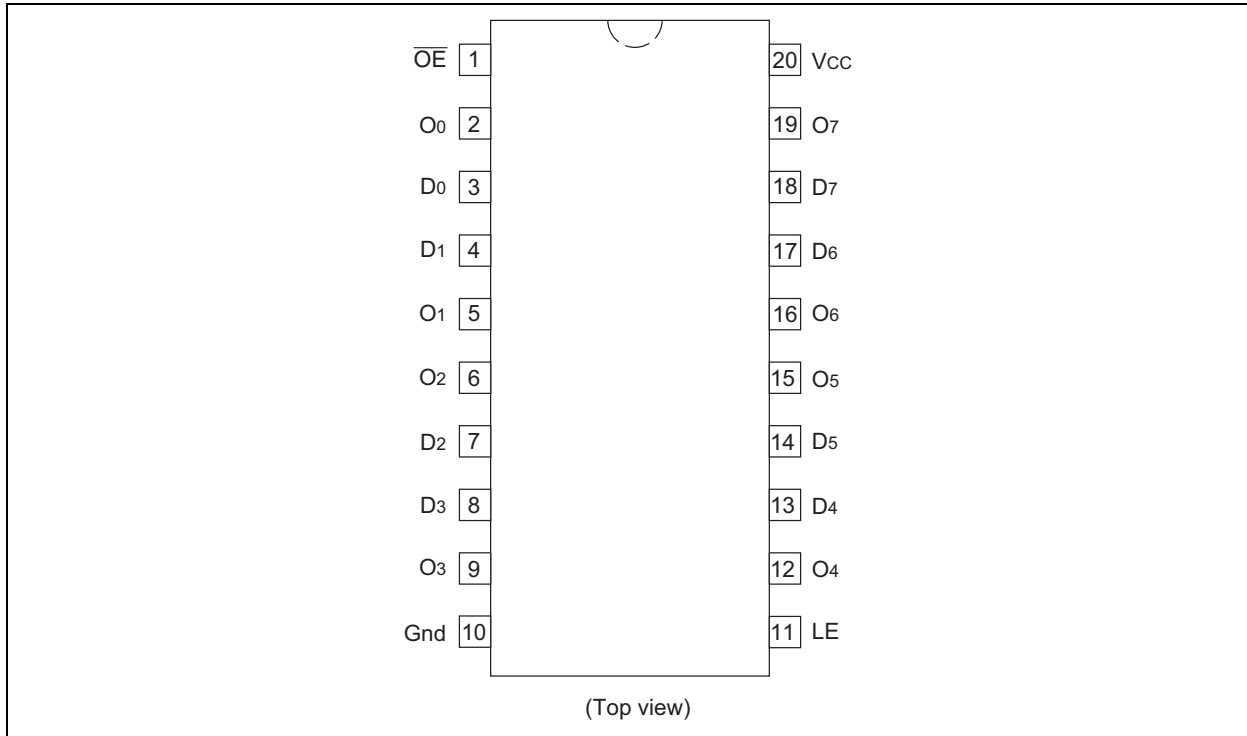 O̅E̅ 1 20 VCC
O0 2 19 O7
D0 3 18 D7
D1 4 17 D6
O1 5 16 O6
O2 6 15 O5
D2 7 14 D5
D3 8 13 D4
O3 9 12 O4
Gnd 10 11 LE
(Top view)